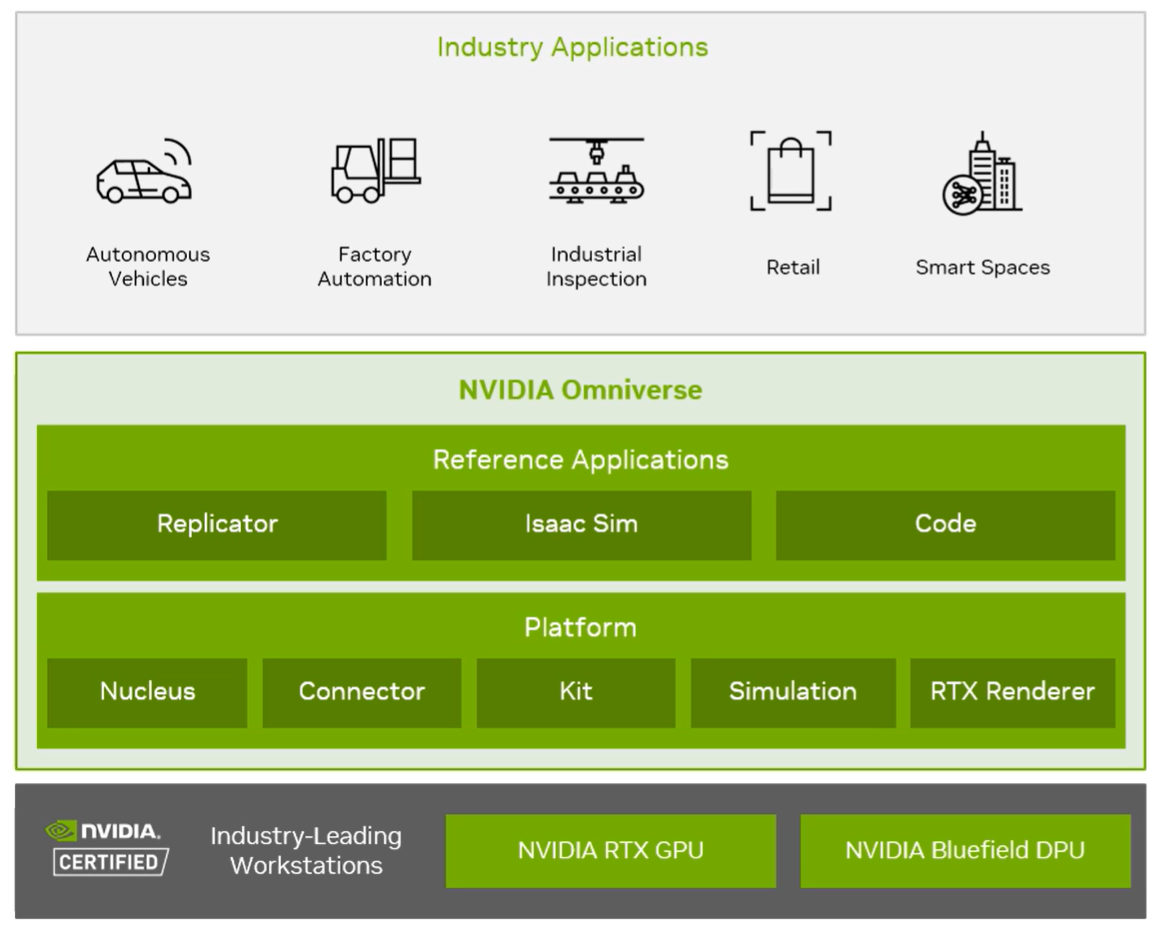 Industry Applications
Autonomous
Vehicles
Factory
Automation
Industrial
Inspection
Retail
Smart Spaces
NVIDIA Omniverse
Reference Applications
Replicator
Isaac Sim
Code
Platform
Nucleus
Connector
Kit
Simulation
RTX Renderer
NVIDIA.
CERTIFIED
Industry-Leading
Workstations
NVIDIA RTX GPU
NVIDIA Bluefield DPU